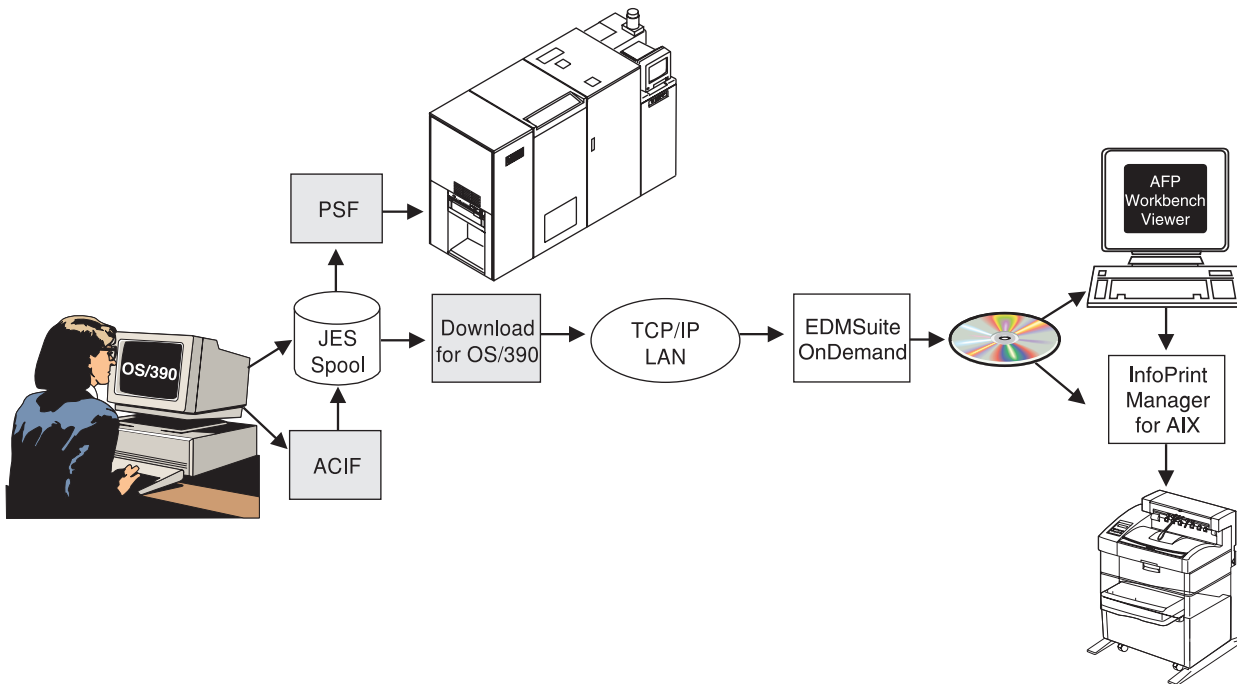 AFP
Workbench
Viewer
PSF
OS/390
JES
Spool
Download
for OS/390
TCP/IP
LAN
EDMSuite
OnDemand
InfoPrint
Manager
for AIX
ACIF